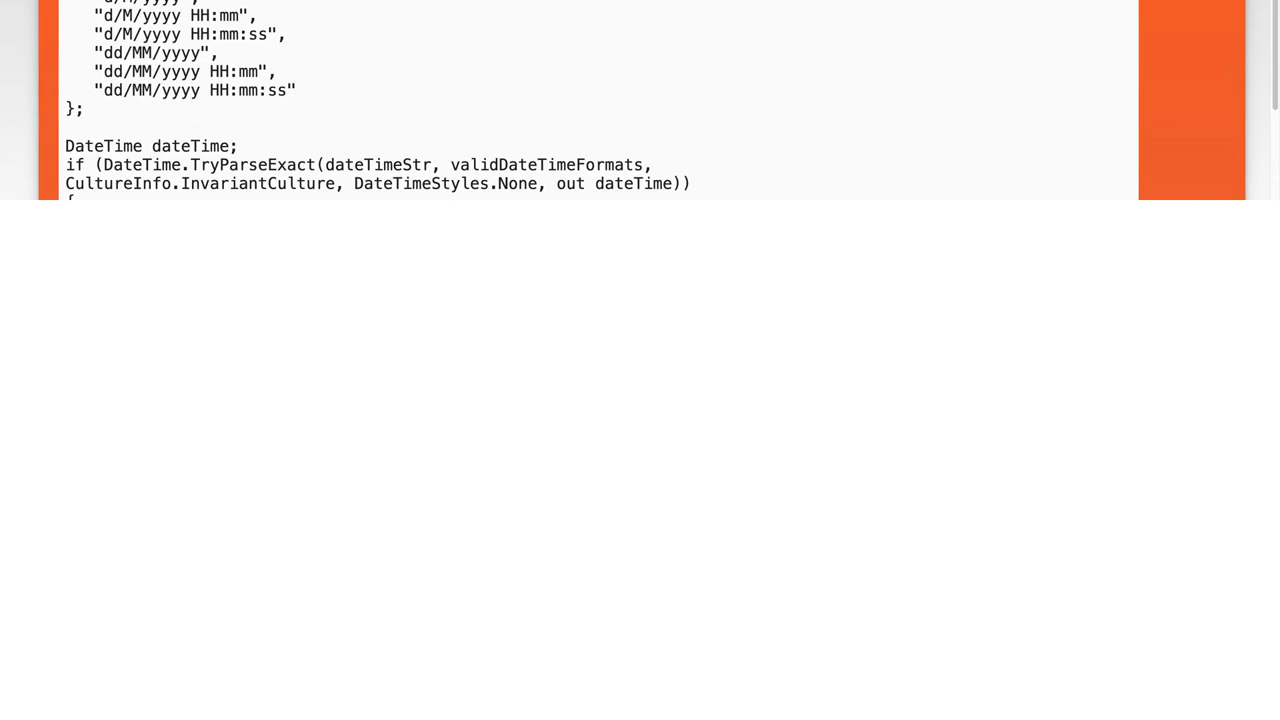 "d/M/yyyy",
"d/M/yyyy HH:mm",
"d/M/yyyy HH:mm:ss",
"dd/MM/yyyy",
"dd/MM/yyyy HH:mm",
"dd/MM/yyyy HH:mm:ss"
};
DateTime dateTime;
if (DateTime.TryParseExact(dateTimeStr, validDateTimeFormats,
CultureInfo.InvariantCulture, DateTimeStyles.None, out dateTime))
{